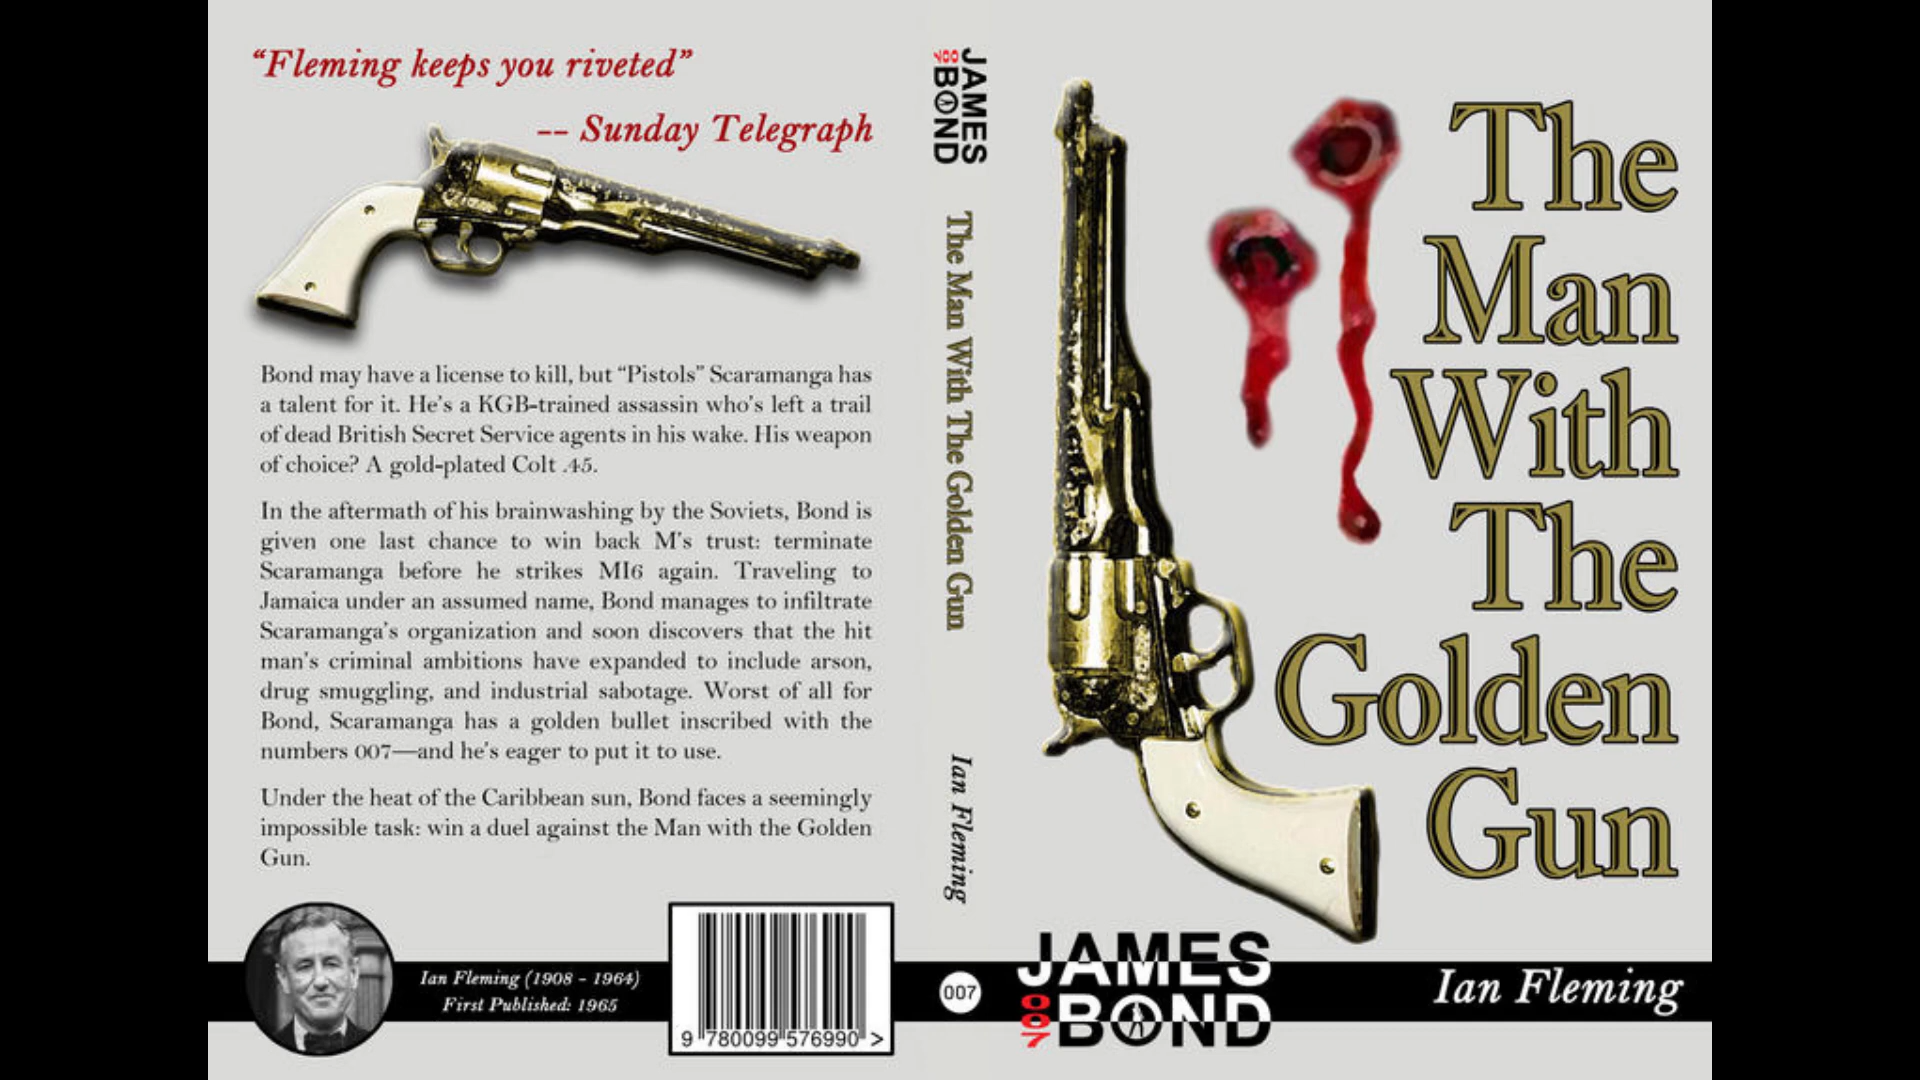 “Fleming keeps you riveted”
-- Sunday Telegraph
Bond may have a license to kill, but “Pistols” Scaramanga has
a talent for it. He’s a KGB-trained assassin who’s left a trail
of dead British Secret Service agents in his wake. His weapon
of choice? A gold-plated Colt .45.
In the aftermath of his brainwashing by the Soviets, Bond is
given one last chance to win back M’s trust: terminate
Scaramanga before he strikes MI6 again. Traveling to
Jamaica under an assumed name, Bond manages to infiltrate
Scaramanga’s organization and soon discovers that the hit
man’s criminal ambitions have expanded to include arson,
drug smuggling, and industrial sabotage. Worst of all for
Bond, Scaramanga has a golden bullet inscribed with the
numbers 007—and he’s eager to put it to use.
Under the heat of the Caribbean sun, Bond faces a seemingly
impossible task: win a duel against the Man with the Golden
Gun.
Ian Fleming (1908 - 1964)
First Published: 1965
9 780099 576990 >
JAMES
007 BOND
The Man With The Golden Gun
Ian Fleming
007
The
Man
With
The
Golden
Gun
JAMES
007 BOND
Ian Fleming